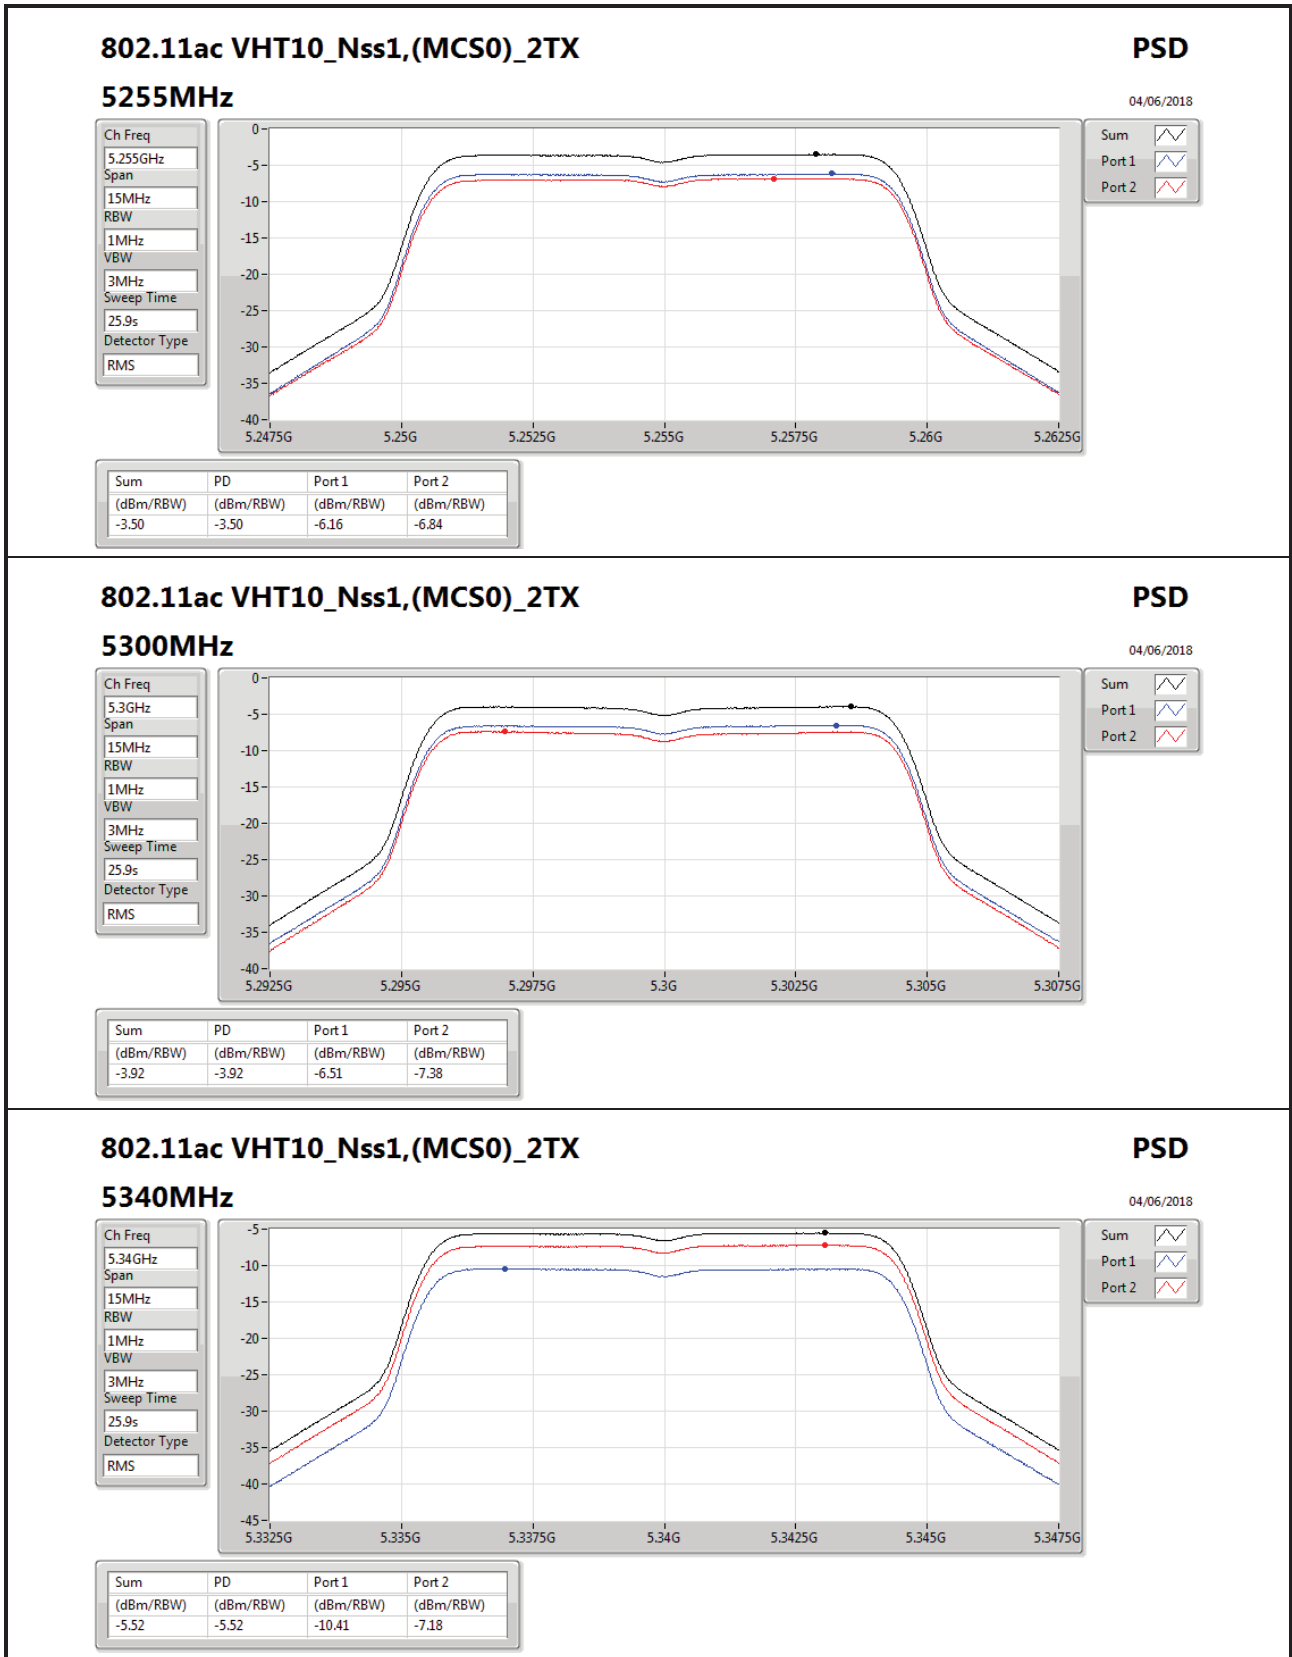 802.11ac VHT10_Nss1,(MCS0)_2TX PSD
5255MHz 04/06/2018
Ch Freq
5.255GHz
Span
15MHz
RBW
1MHz
VBW
3MHz
Sweep Time
25.9s
Detector Type
RMS
0
-5
-10
-15
-20
-25
-30
-35
-40
5.2475G 5.25G 5.2525G 5.255G 5.2575G 5.26G 5.2625G
Sum
Port 1
Port 2
Sum PD Port 1 Port 2
(dBm/RBW) (dBm/RBW) (dBm/RBW) (dBm/RBW)
-3.50 -3.50 -6.16 -6.84
802.11ac VHT10_Nss1,(MCS0)_2TX PSD
5300MHz 04/06/2018
Ch Freq
5.3GHz
Span
15MHz
RBW
1MHz
VBW
3MHz
Sweep Time
25.9s
Detector Type
RMS
0
-5
-10
-15
-20
-25
-30
-35
-40
5.2925G 5.295G 5.2975G 5.3G 5.3025G 5.305G 5.3075G
Sum
Port 1
Port 2
Sum PD Port 1 Port 2
(dBm/RBW) (dBm/RBW) (dBm/RBW) (dBm/RBW)
-3.92 -3.92 -6.51 -7.38
802.11ac VHT10_Nss1,(MCS0)_2TX PSD
5340MHz 04/06/2018
Ch Freq
5.34GHz
Span
15MHz
RBW
1MHz
VBW
3MHz
Sweep Time
25.9s
Detector Type
RMS
-5
-10
-15
-20
-25
-30
-35
-40
-45
5.3325G 5.335G 5.3375G 5.34G 5.3425G 5.345G 5.3475G
Sum
Port 1
Port 2
Sum PD Port 1 Port 2
(dBm/RBW) (dBm/RBW) (dBm/RBW) (dBm/RBW)
-5.52 -5.52 -10.41 -7.18